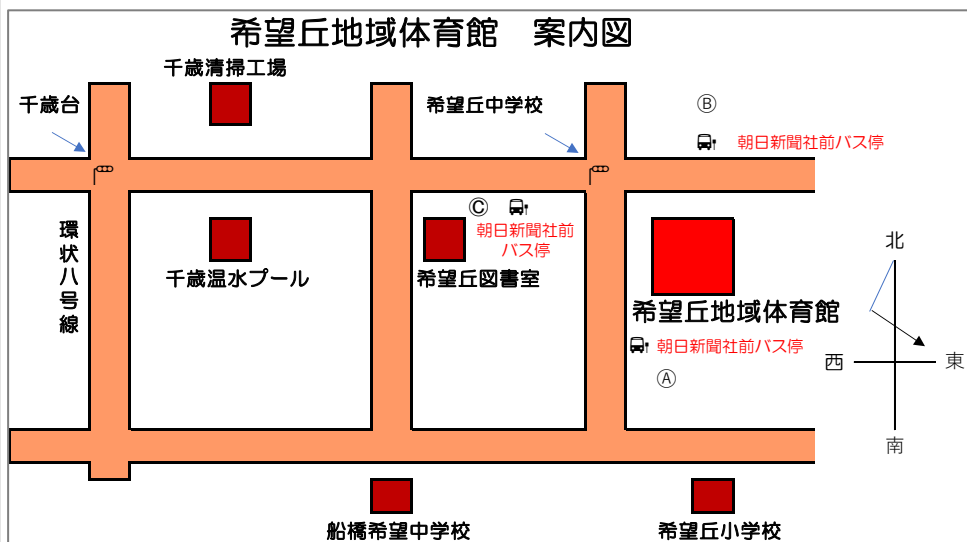 希望丘地域体育館　案内図
千歳清掃工場
千歳台
希望丘中学校
Ⓑ
朝日新聞社前バス停
環状八号線
Ⓒ
朝日新聞社前
バス停
千歳温水プール
希望丘図書室
希望丘地域体育館
朝日新聞社前バス停
Ⓐ
北
西
東
南
船橋希望中学校
希望丘小学校